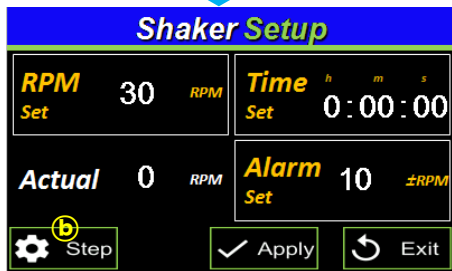 Shaker Setup
RPM Set 30 RPM
Time Set h m s 0:00:00
Actual 0 RPM
Alarm Set 10 ±RPM
b Step
Apply
Exit